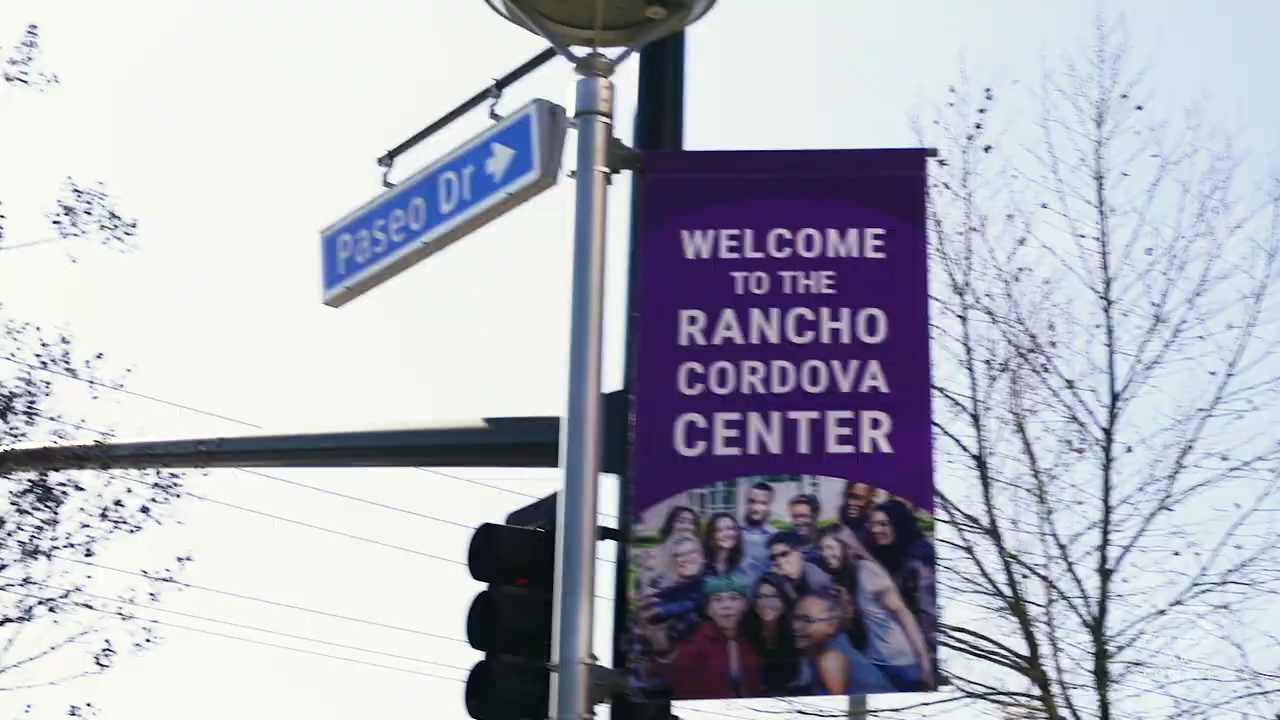 Paseo Dr →
WELCOME
TO THE
RANCHO
CORDOVA
CENTER